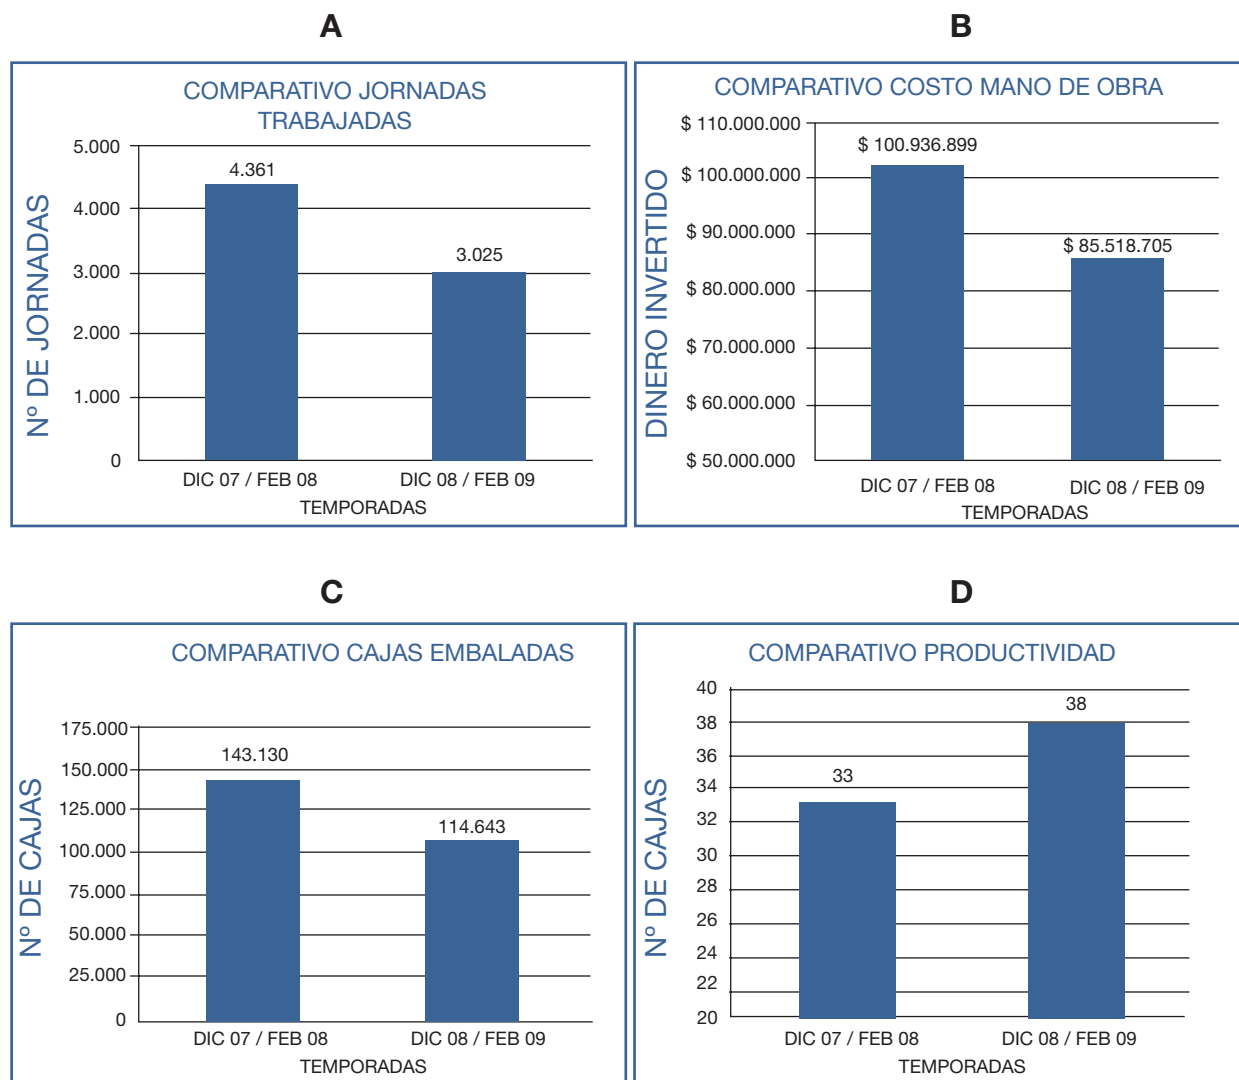 A
COMPARATIVO JORNADAS
TRABAJADAS
Nº DE JORNADAS
5.000
4.000
3.000
2.000
1.000
0
4.361
3.025
DIC 07 / FEB 08
DIC 08 / FEB 09
TEMPORADAS
B
COMPARATIVO COSTO MANO DE OBRA
DINERO INVERTIDO
$ 110.000.000
$ 100.000.000
$ 90.000.000
$ 80.000.000
$ 70.000.000
$ 60.000.000
$ 50.000.000
$ 100.936.899
$ 85.518.705
DIC 07 / FEB 08
DIC 08 / FEB 09
TEMPORADAS
C
COMPARATIVO CAJAS EMBALADAS
Nº DE CAJAS
175.000
150.000
125.000
100.000
75.000
50.000
25.000
0
143.130
114.643
DIC 07 / FEB 08
DIC 08 / FEB 09
TEMPORADAS
D
COMPARATIVO PRODUCTIVIDAD
Nº DE CAJAS
40
38
36
34
32
30
28
26
24
22
20
33
38
DIC 07 / FEB 08
DIC 08 / FEB 09
TEMPORADAS